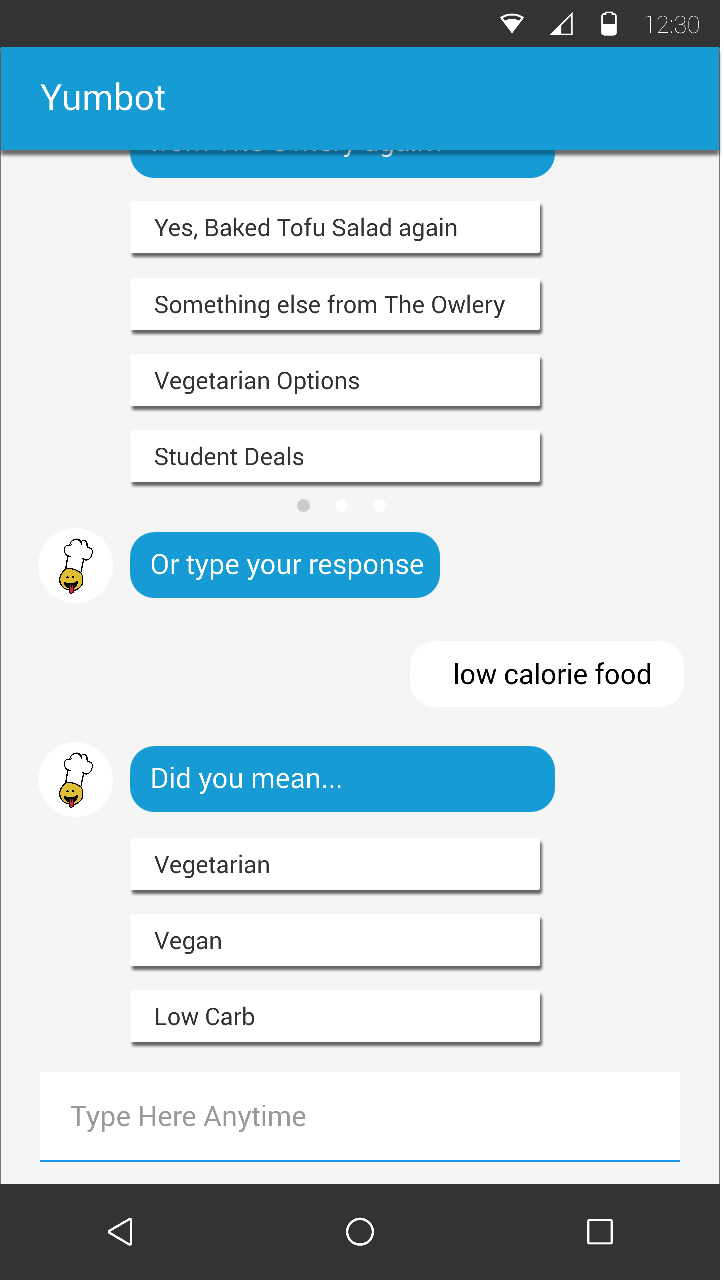 12:30
Yumbot
Yes, Baked Tofu Salad again
Something else from The Owlery
Vegetarian Options
Student Deals
Or type your response
low calorie food
Did you mean...
Vegetarian
Vegan
Low Carb
Type Here Anytime